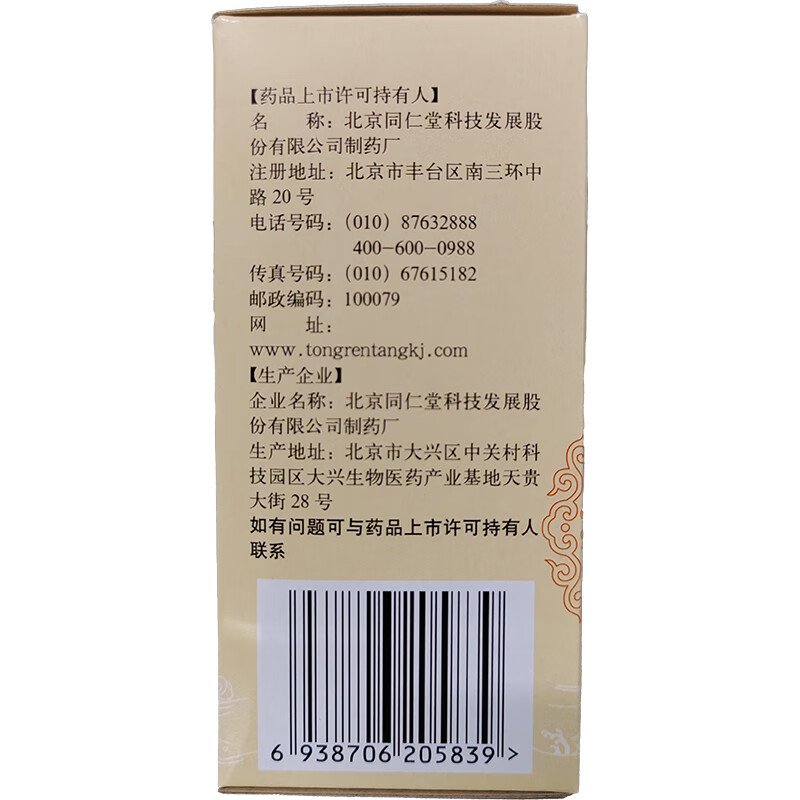 【药品上市许可持有人】
名　　称：北京同仁堂科技发展股
份有限公司制药厂
注册地址：北京市丰台区南三环中
路 20 号
电话号码：（010）87632888
400-600-0988
传真号码：（010）67615182
邮政编码：100079
网　　址：
www.tongrentangkj.com
【生产企业】
企业名称：北京同仁堂科技发展股
份有限公司制药厂
生产地址：北京市大兴区中关村科
技园区大兴生物医药产业基地天贵
大街 28 号
如有问题可与药品上市许可持有人
联系
6 938706 205839 >